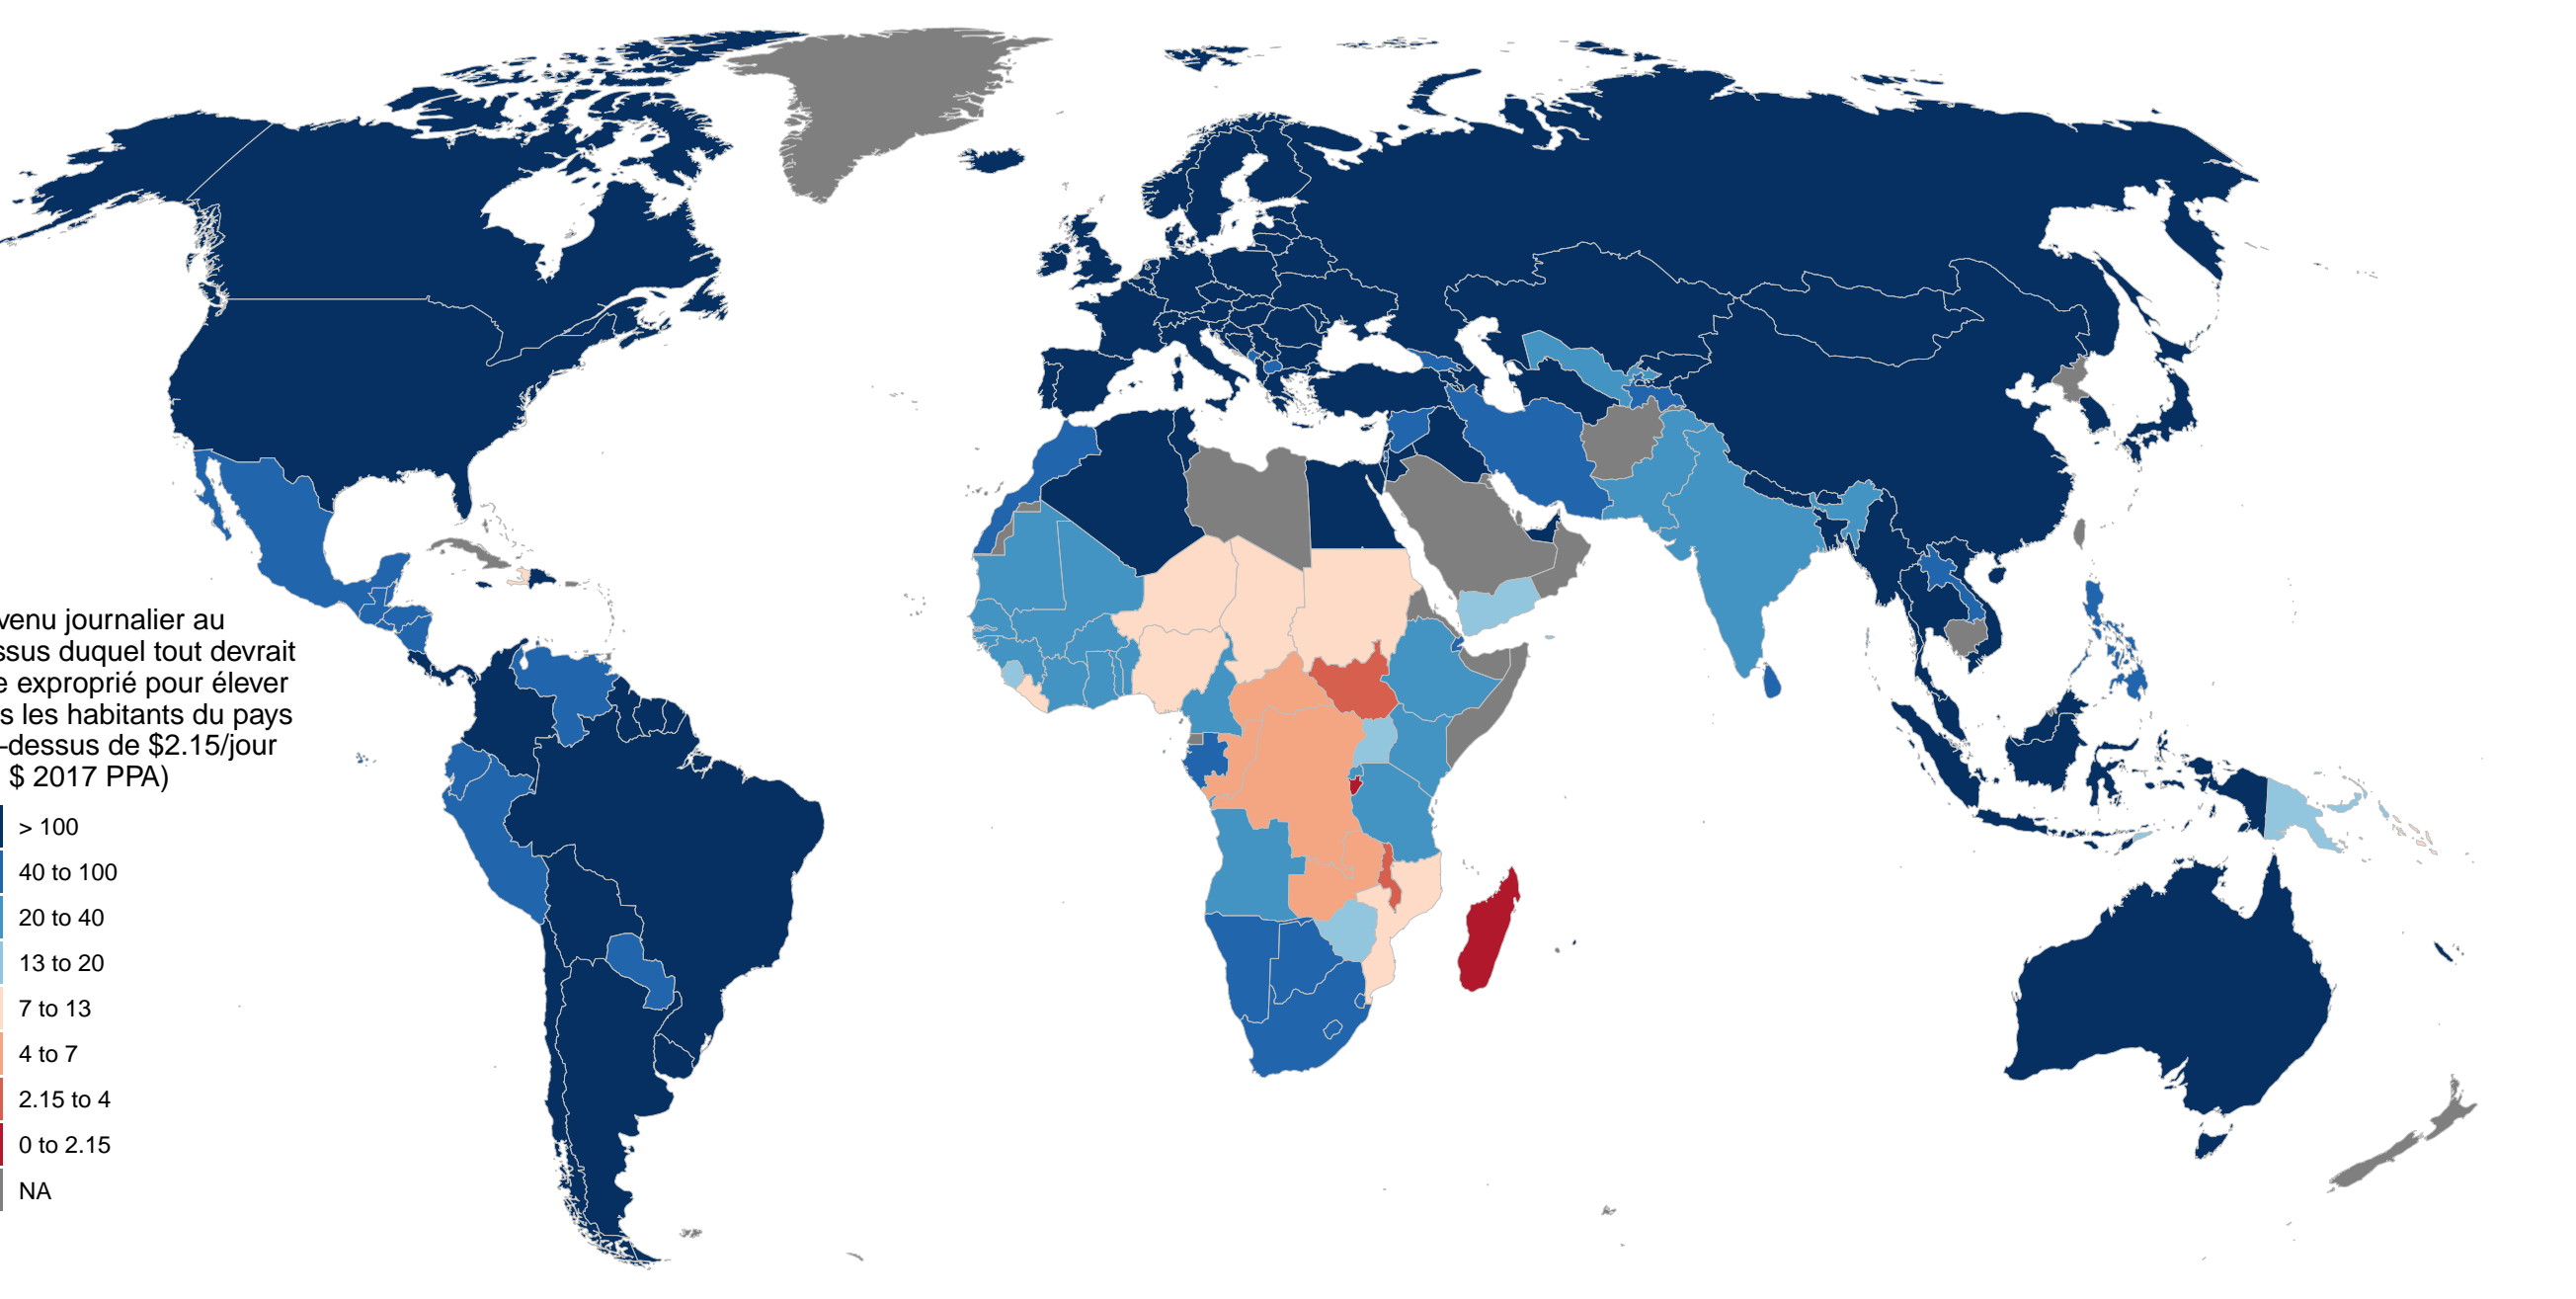 venu journalier au
ssus duquel tout devrait
e exproprié pour élever
s les habitants du pays
-dessus de $2.15/jour
$ 2017 PPA)
> 100
40 to 100
20 to 40
13 to 20
7 to 13
4 to 7
2.15 to 4
0 to 2.15
NA